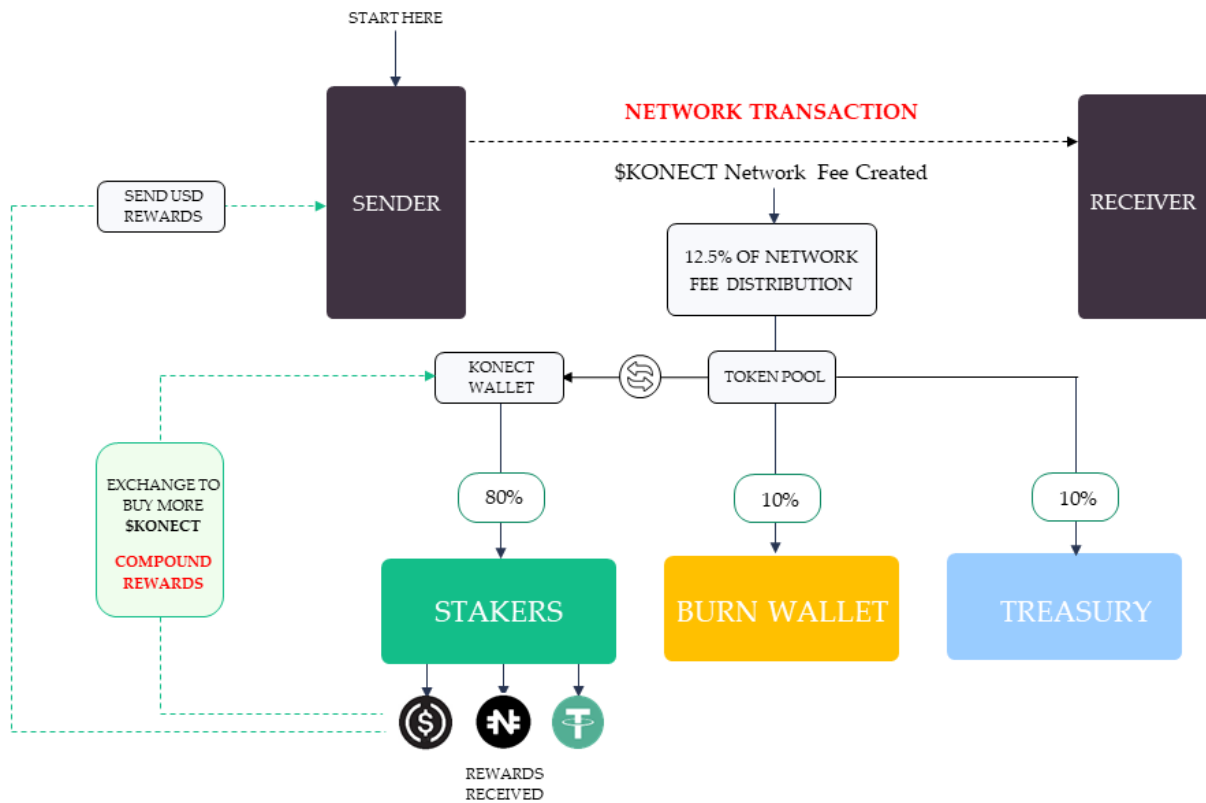 START HERE
NETWORK TRANSACTION
$KONECT Network Fee Created
SENDER
RECEIVER
SEND USD
REWARDS
12.5% OF NETWORK
FEE DISTRIBUTION
KONECT
WALLET
TOKEN POOL
EXCHANGE TO
BUY MORE
$KONECT
COMPOUND
REWARDS
80%
10%
10%
STAKERS
BURN WALLET
TREASURY
REWARDS
RECEIVED